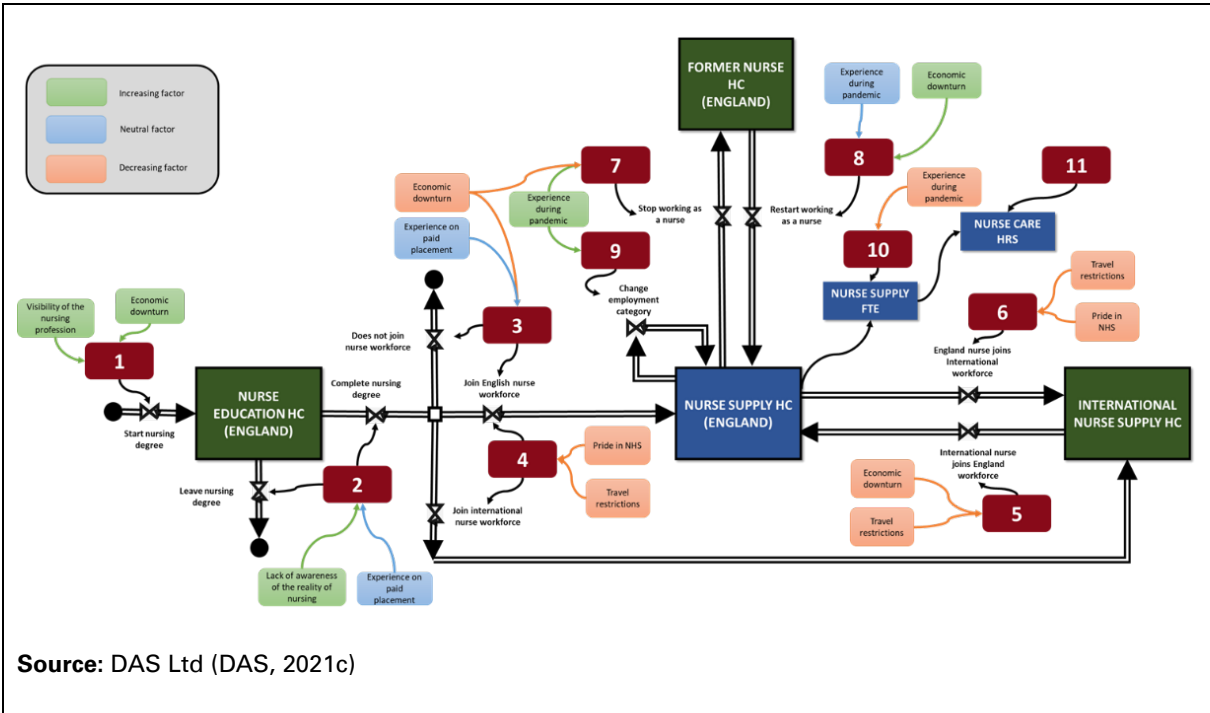 Increasing factor
Neutral factor
Decreasing factor
FORMER NURSE
HC
(ENGLAND)
Experience
during
pandemic
Economic
downturn
7
8
11
Economic
downturn
Experience
during
pandemic
Stop working as
a nurse
Restart working
as a nurse
Experience
during
pandemic
NURSE CARE
HRS
Experience on
paid
placement
9
10
Travel
restrictions
Visibility of the
nursing
profession
Economic
downturn
Change
employment
category
NURSE SUPPLY
FTE
6
Pride in
NHS
1
Does not join
nurse workforce
3
England nurse joins
International
workforce
Start nursing
degree
NURSE
EDUCATION HC
(ENGLAND)
Complete nursing
degree
Join English nurse
workforce
NURSE SUPPLY HC
(ENGLAND)
INTERNATIONAL
NURSE SUPPLY HC
Leave nursing
degree
2
4
Pride in NHS
Travel
restrictions
Join international
nurse workforce
International nurse
joins England
workforce
Economic
downturn
Travel
restrictions
5
Lack of awareness
of the reality of
nursing
Experience on
paid
placement
Source: DAS Ltd (DAS, 2021c)